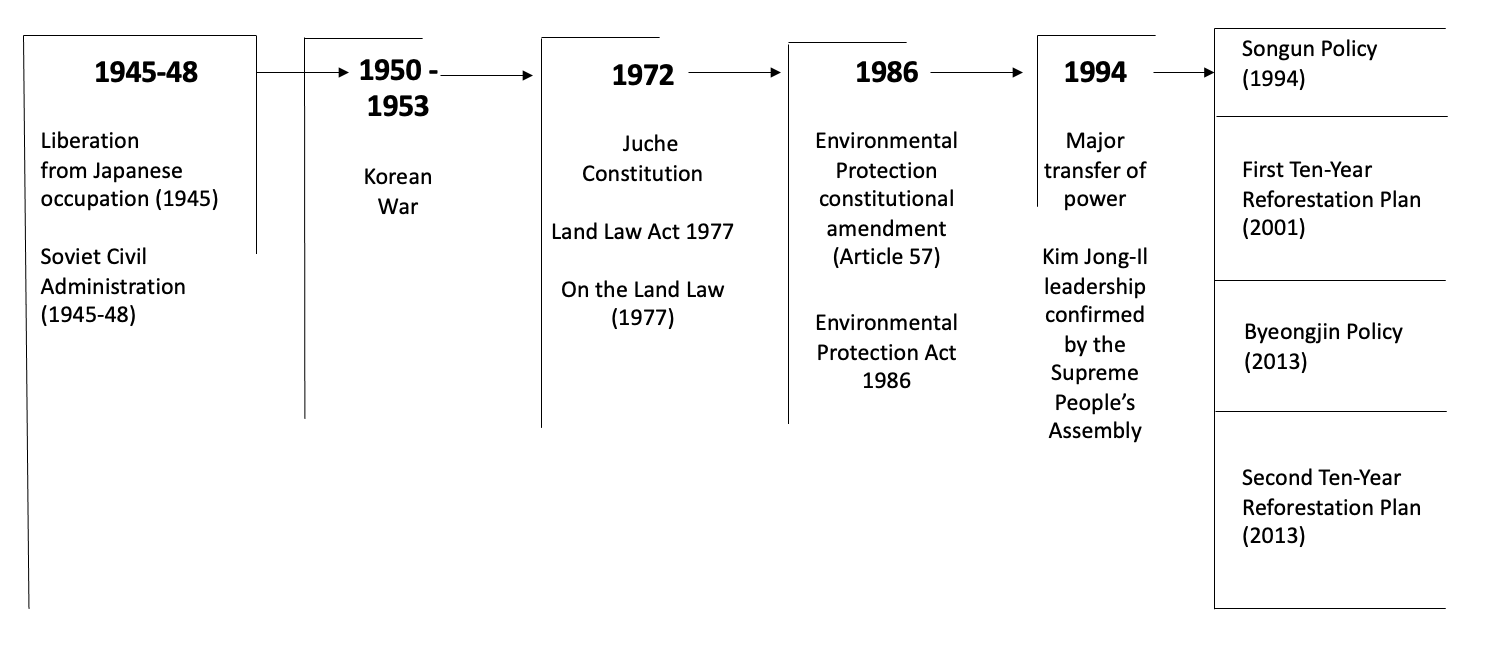 1945-48
Liberation
from Japanese
occupation (1945)
Soviet Civil
Administration
(1945-48)
1950 -
1953
Korean
War
1972
Juche
Constitution
Land Law Act 1977
On the Land Law
(1977)
1986
Environmental
Protection
constitutional
amendment
(Article 57)
Environmental
Protection Act
1986
1994
Major
transfer of
power
Kim Jong-Il
leadership
confirmed
by the
Supreme
People’s
Assembly
Songun Policy
(1994)
First Ten-Year
Reforestation Plan
(2001)
Byeongjin Policy
(2013)
Second Ten-Year
Reforestation Plan
(2013)